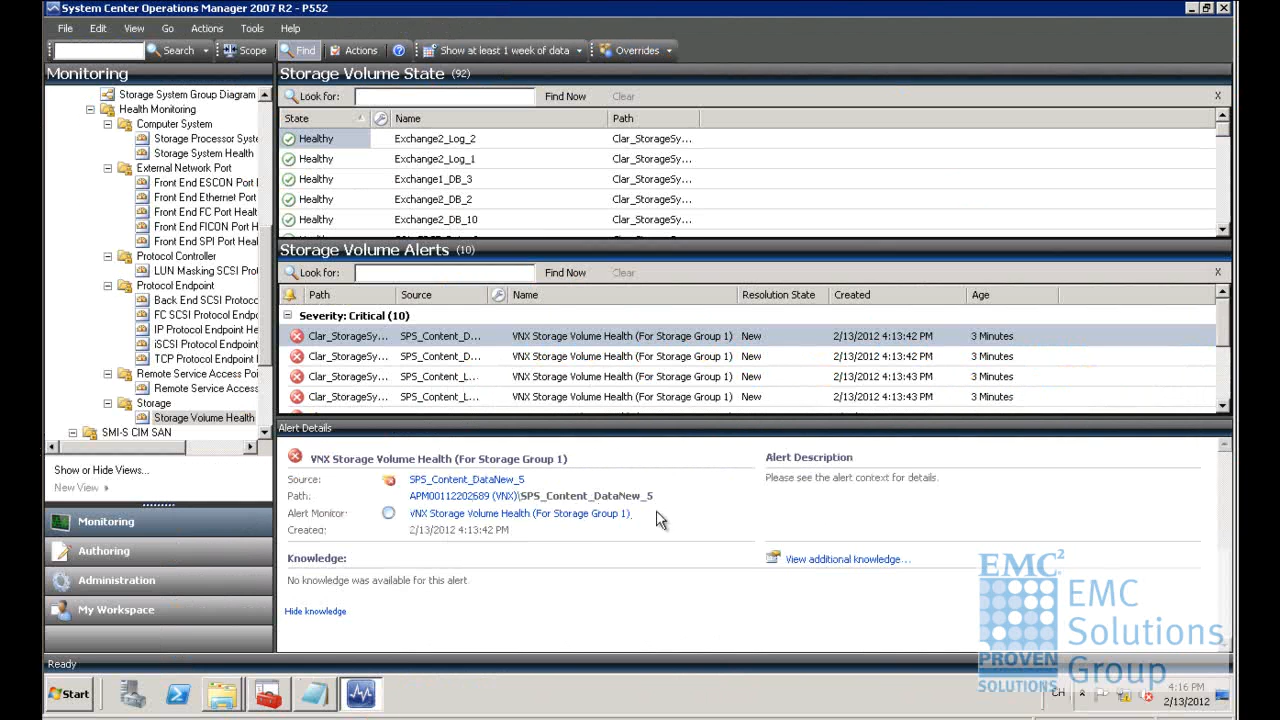 System Center Operations Manager 2007 R2 - P552
File Edit View Go Actions Tools Help
Search Scope Find Actions Show at least 1 week of data Overrides
Monitoring
Storage System Group Diagram
Health Monitoring
Computer System
Storage Processor Syste
Storage System Health
External Network Port
Front End ESCON Port
Front End Ethernet Port
Front End FC Port Healt
Front End FICON Port H
Front End SPI Port Heal
Protocol Controller
LUN Masking SCSI Pro
Protocol Endpoint
Back End SCSI Protoco
FC SCSI Protocol Endpo
IP Protocol Endpoint He
iSCSI Protocol Endpoint
TCP Protocol Endpoint
Remote Service Access Poi
Remote Service Access
Storage
Storage Volume Health
SMI-S CIM SAN
Show or Hide Views...
New View
Monitoring
Authoring
Administration
My Workspace
Storage Volume State (92)
Look for: Find Now Clear X
State Name Path
Healthy Exchange2_Log_2 Clar_StorageSy...
Healthy Exchange2_Log_1 Clar_StorageSy...
Healthy Exchange1_DB_3 Clar_StorageSy...
Healthy Exchange2_DB_2 Clar_StorageSy...
Healthy Exchange2_DB_10 Clar_StorageSy...
Storage Volume Alerts (10)
Look for: Find Now Clear X
Path Source Name Resolution State Created Age
Severity: Critical (10)
Clar_StorageSy... SPS_Content_D... VNX Storage Volume Health (For Storage Group 1) New 2/13/2012 4:13:42 PM 3 Minutes
Clar_StorageSy... SPS_Content_D... VNX Storage Volume Health (For Storage Group 1) New 2/13/2012 4:13:42 PM 3 Minutes
Clar_StorageSy... SPS_Content_L... VNX Storage Volume Health (For Storage Group 1) New 2/13/2012 4:13:43 PM 3 Minutes
Clar_StorageSy... SPS_Content_L... VNX Storage Volume Health (For Storage Group 1) New 2/13/2012 4:13:43 PM 3 Minutes
Alert Details
VNX Storage Volume Health (For Storage Group 1)
Source: SPS_Content_DataNew_5
Path: APM00112202689 (VNX)\SPS_Content_DataNew_5
Alert Monitor: VNX Storage Volume Health (For Storage Group 1)
Created: 2/13/2012 4:13:42 PM
Alert Description
Please see the alert context for details.
Knowledge:
View additional knowledge...
No knowledge was available for this alert
Hide knowledge
EMC²
PROVEN
SOLUTIONS
EMC
Solutions
Group
Ready
Start
CH
4:16 PM
2/13/2012